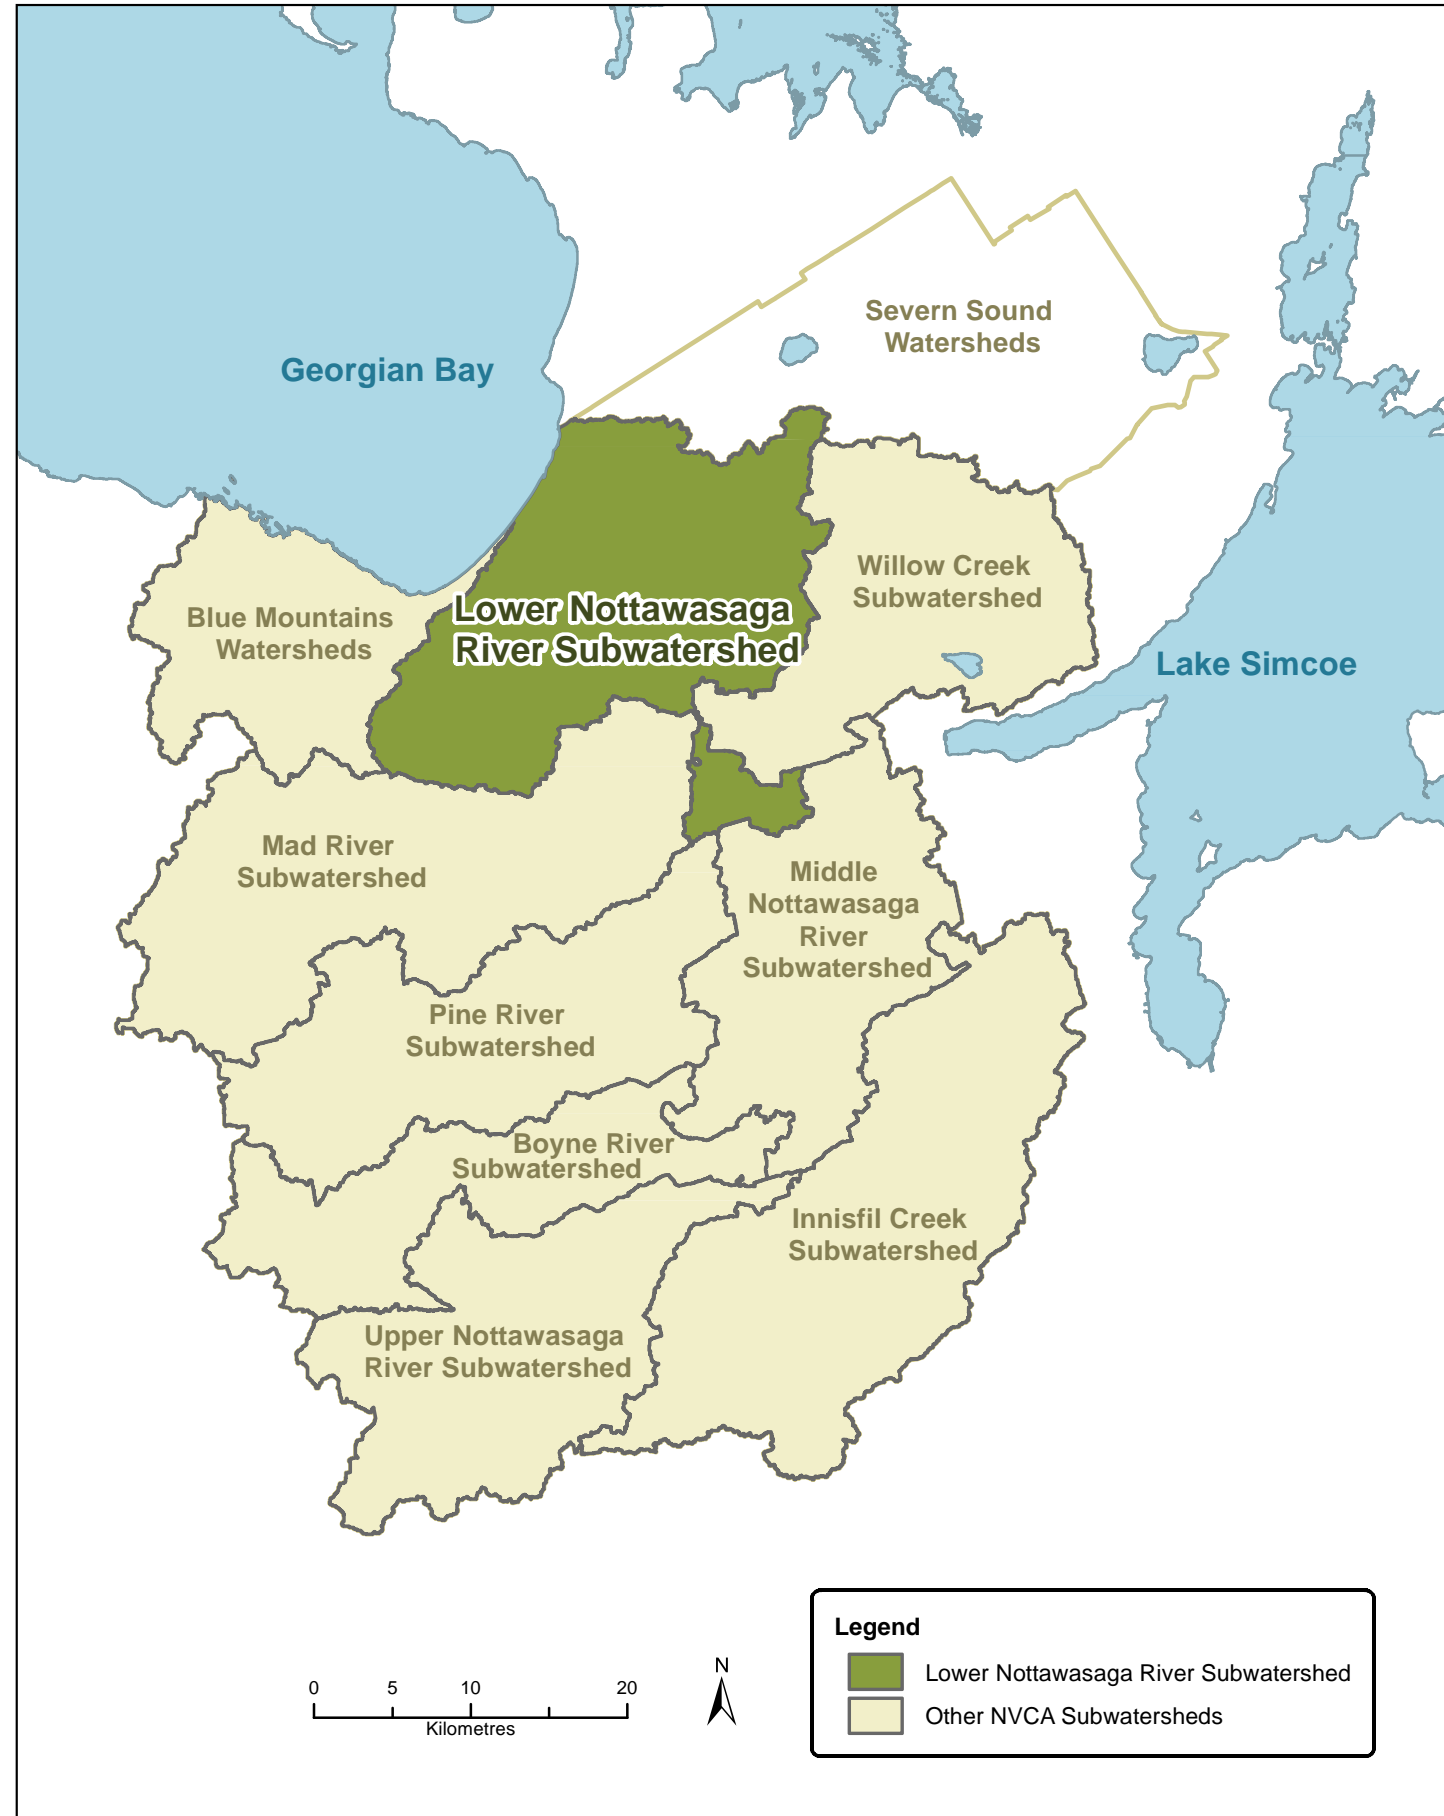 Severn Sound
Watersheds
Georgian Bay
Willow Creek
Subwatershed
Lower Nottawasaga
River Subwatershed
Blue Mountains
Watersheds
Lake Simcoe
Mad River
Subwatershed
Middle
Nottawasaga
River
Subwatershed
Pine River
Subwatershed
Boyne River
Subwatershed
Innisfil Creek
Subwatershed
Upper Nottawasaga
River Subwatershed
Legend
Lower Nottawasaga River Subwatershed
Other NVCA Subwatersheds
N
0 5 10 20
Kilometres